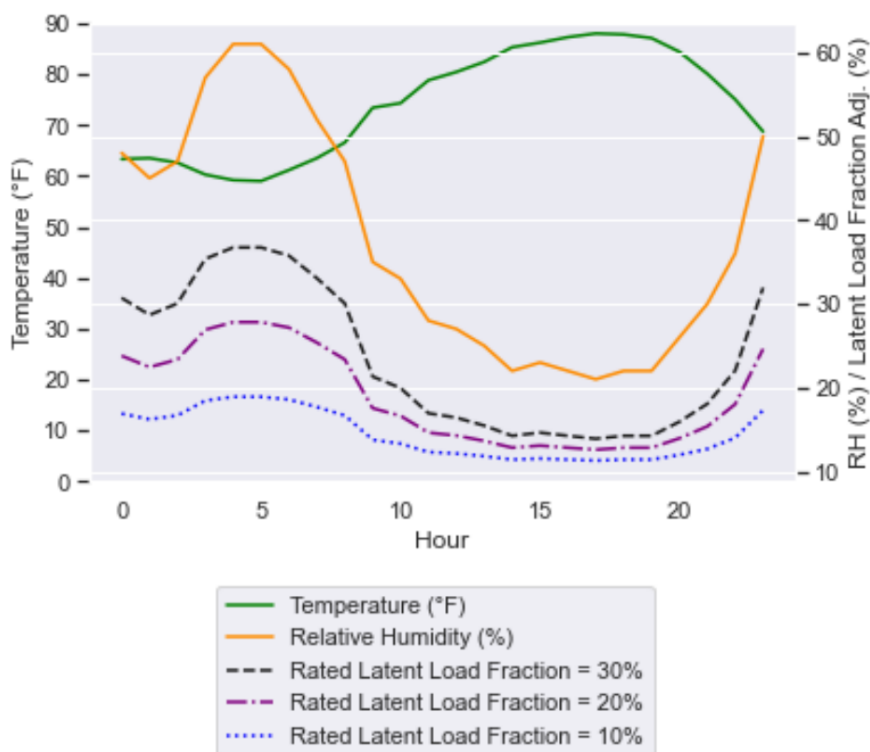 90
80
70
60
50
40
30
20
10
0
Temperature (°F)
60
50
40
30
20
10
RH (%) / Latent Load Fraction Adj. (%)
0 5 10 15 20
Hour
Temperature (°F)
Relative Humidity (%)
Rated Latent Load Fraction = 30%
Rated Latent Load Fraction = 20%
Rated Latent Load Fraction = 10%